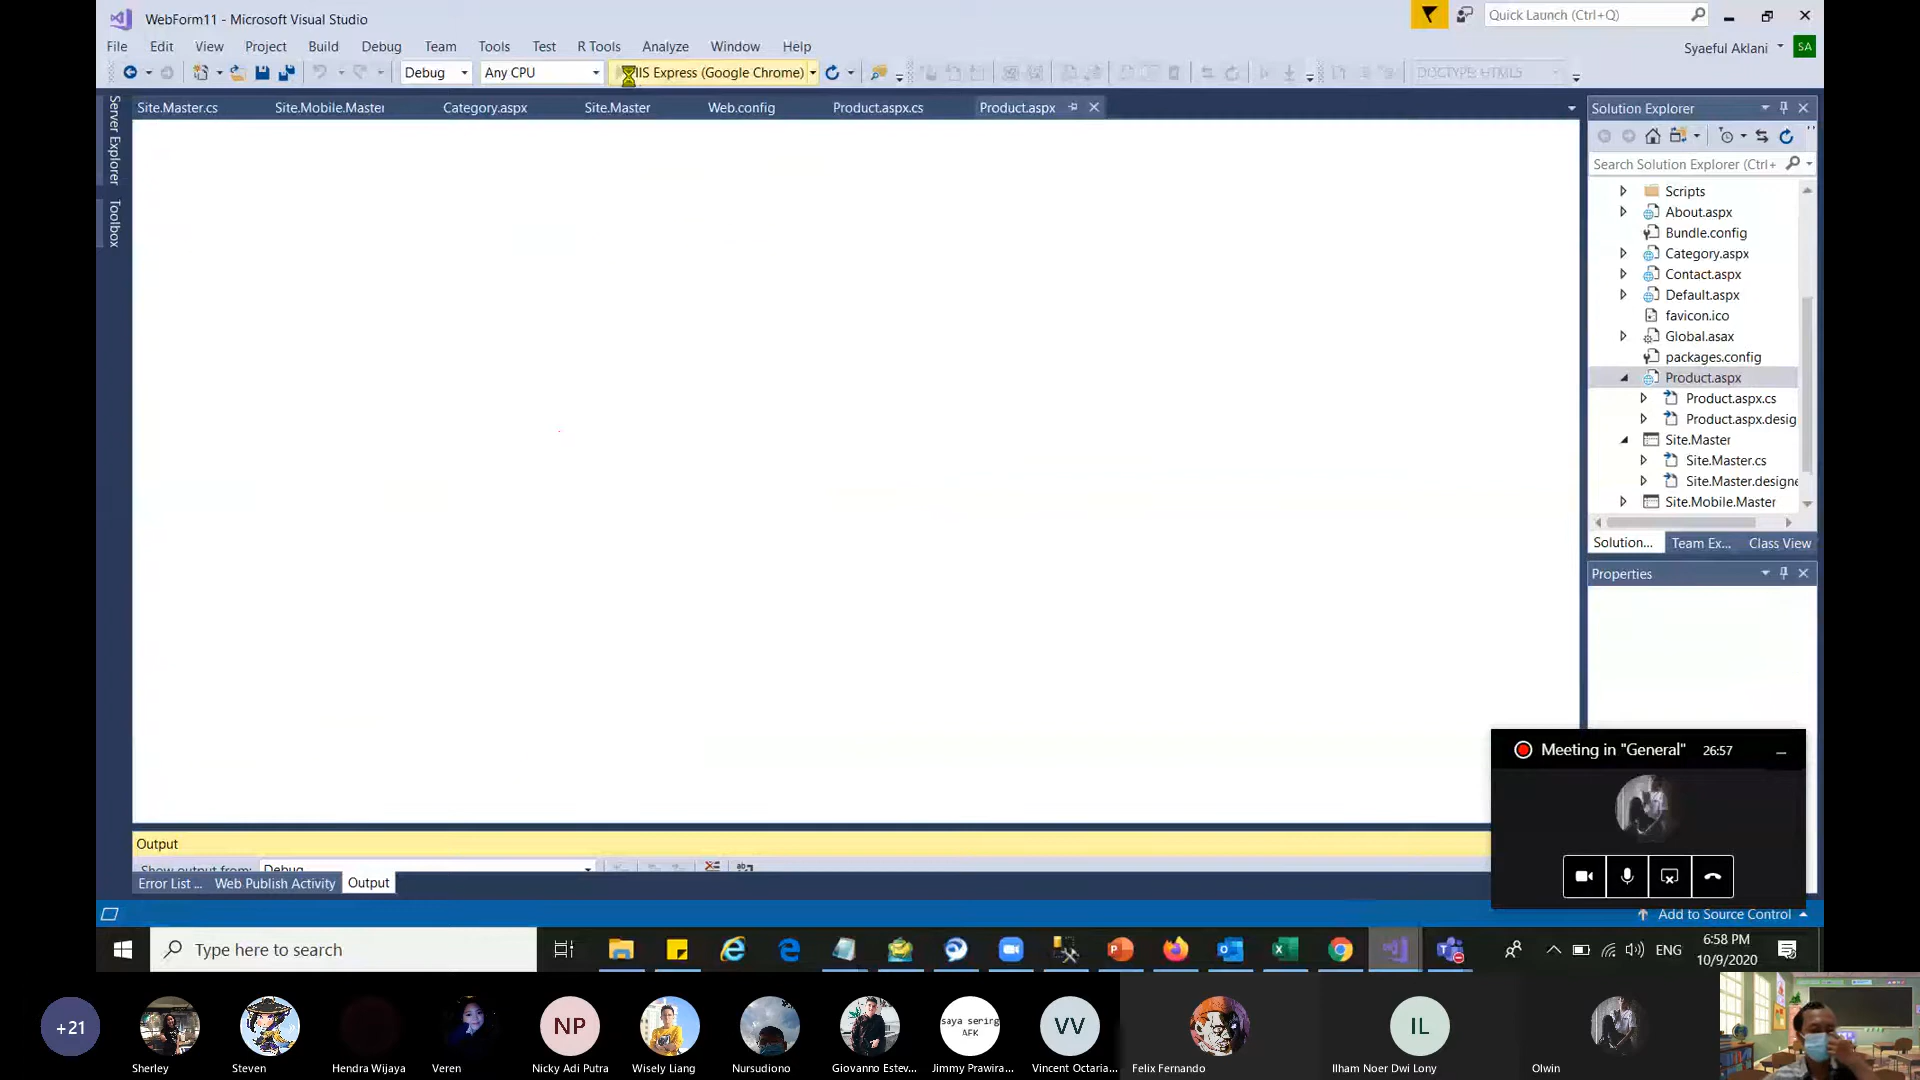 WebForm11 - Microsoft Visual Studio
Quick Launch (Ctrl+Q)
File Edit View Project Build Debug Team Tools Test R Tools Analyze Window Help
Syaeful Aklani
SA
Debug
Any CPU
IIS Express (Google Chrome)
DOCTYPE: HTML5
Server Explorer
Toolbox
Site.Master.cs
Site.Mobile.Master
Category.aspx
Site.Master
Web.config
Product.aspx.cs
Product.aspx
Solution Explorer
Search Solution Explorer (Ctrl+
Scripts
About.aspx
Bundle.config
Category.aspx
Contact.aspx
Default.aspx
favicon.ico
Global.asax
packages.config
Product.aspx
Product.aspx.cs
Product.aspx.desig
Site.Master
Site.Master.cs
Site.Master.designe
Site.Mobile.Master
Solution...
Team Ex...
Class View
Properties
Meeting in "General" 26:57
Output
Show output from: Debug
Error List ...
Web Publish Activity
Output
Add to Source Control
Type here to search
ENG
6:58 PM
10/9/2020
+21
NP
saya sering
AFK
VV
IL
Sherley
Steven
Hendra Wijaya
Veren
Nicky Adi Putra
Wisely Liang
Nursudiono
Giovanno Estev...
Jimmy Prawira...
Vincent Octaria...
Felix Fernando
Ilham Noer Dwi Lony
Olwin